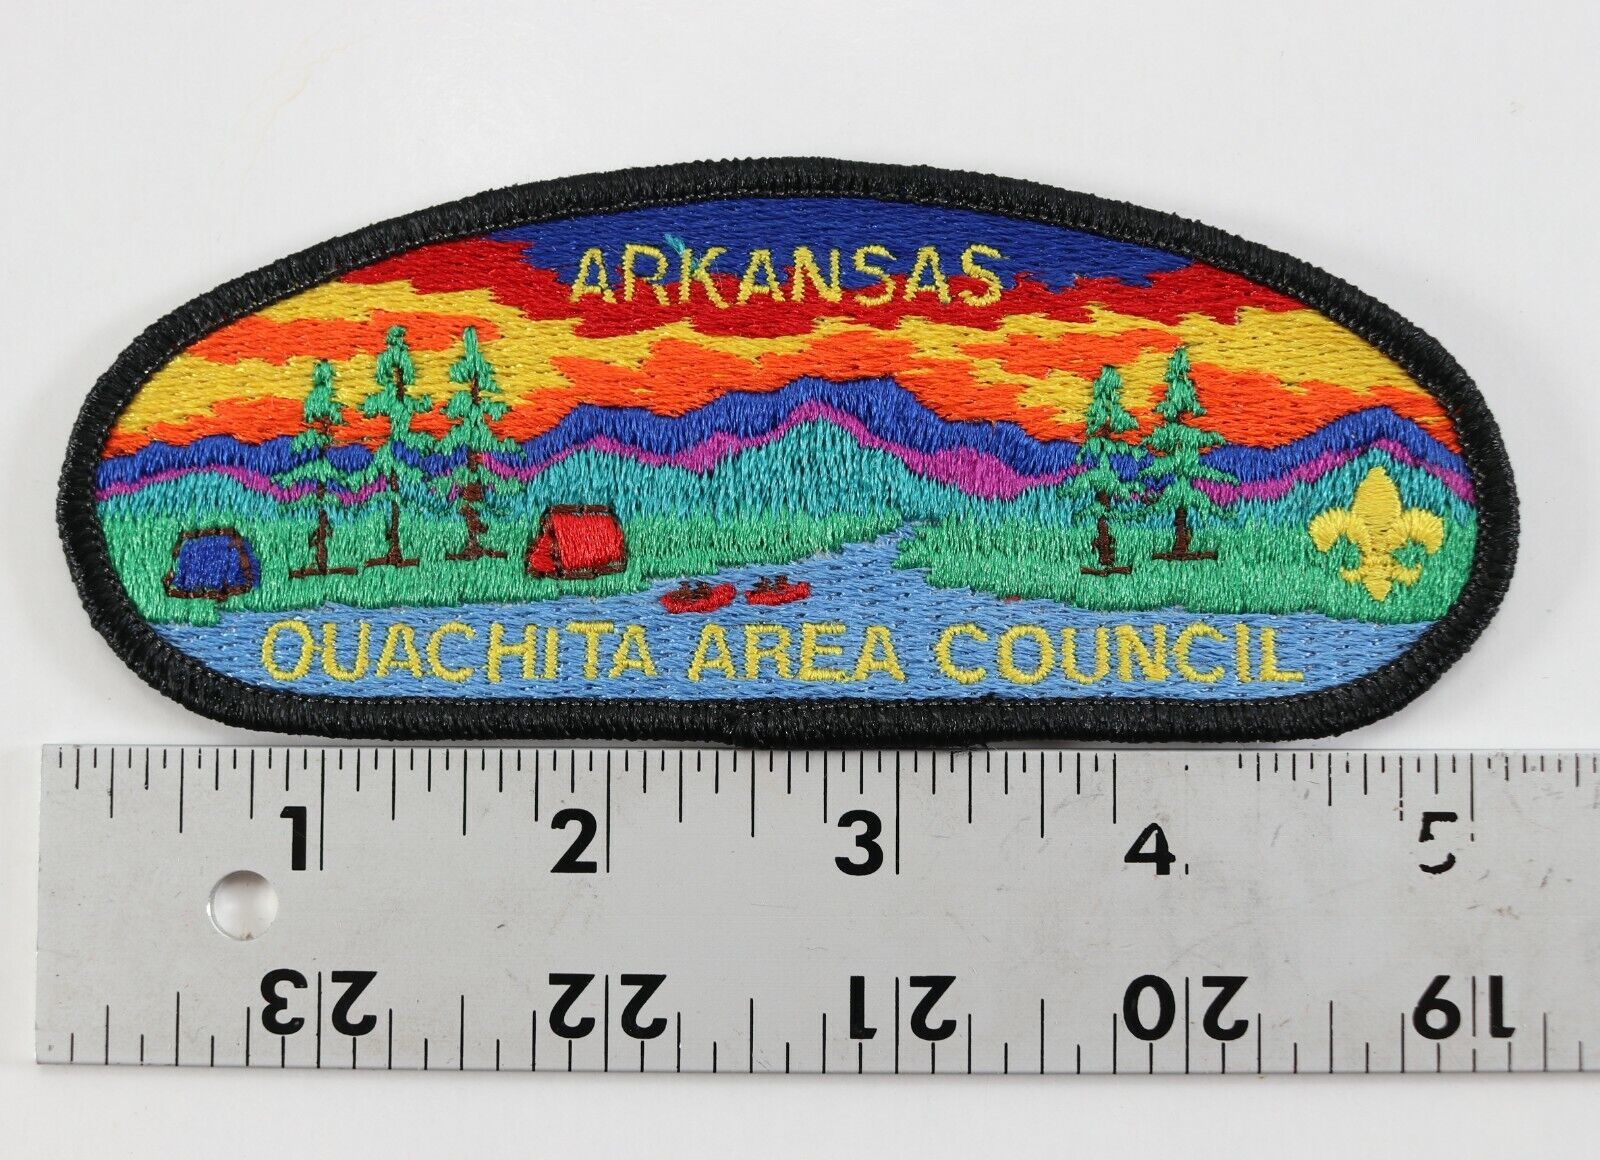 ARKANSAS
OUACHITA AREA COUNCIL
1 2 3 4 5
23 22 21 20 19